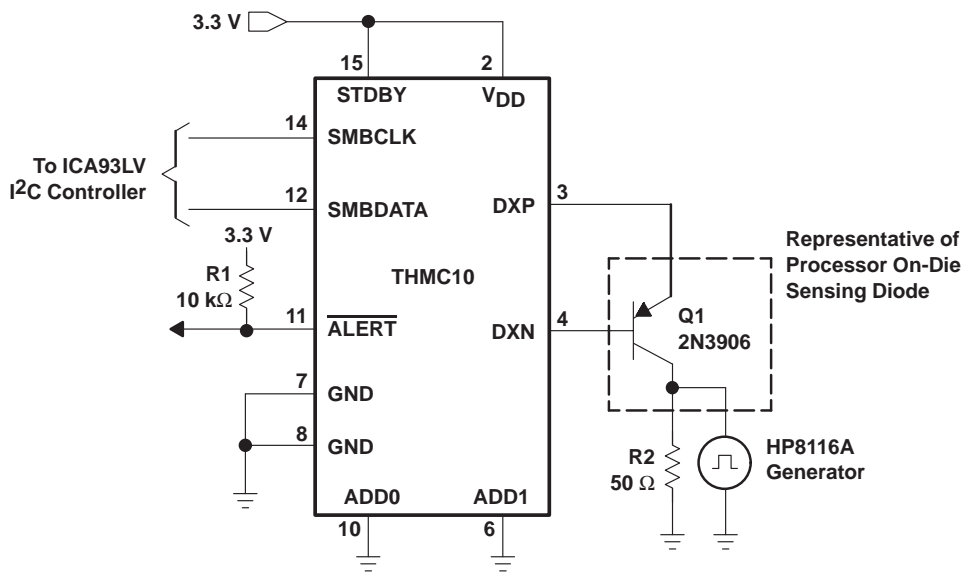 3.3 V
15
2
STDBY
VDD
14
SMBCLK
To ICA93LV
I2C Controller
12
SMBDATA
3
DXP
3.3 V
R1
10 kΩ
THMC10
Representative of
Processor On-Die
Sensing Diode
11
ALERT
4
DXN
Q1
2N3906
7
GND
8
GND
R2
50 Ω
HP8116A
Generator
ADD0
ADD1
10
6